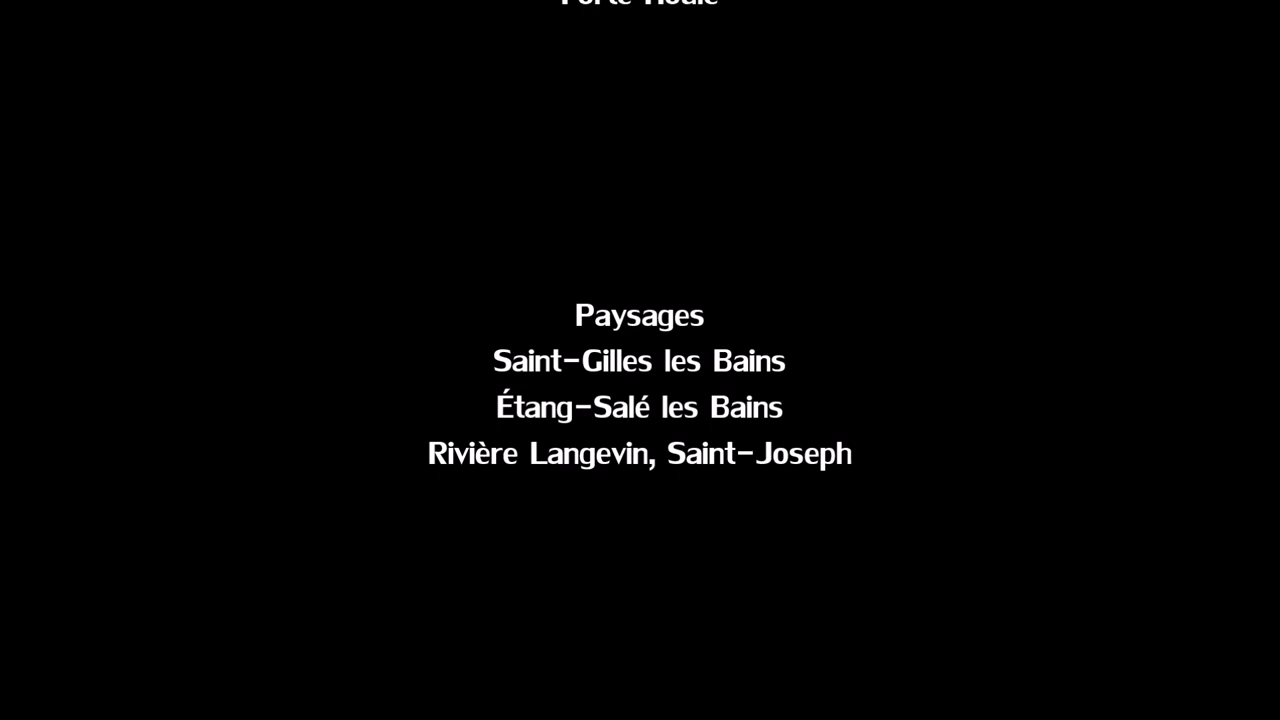 Paysages
Saint-Gilles les Bains
Étang-Salé les Bains
Rivière Langevin, Saint-Joseph